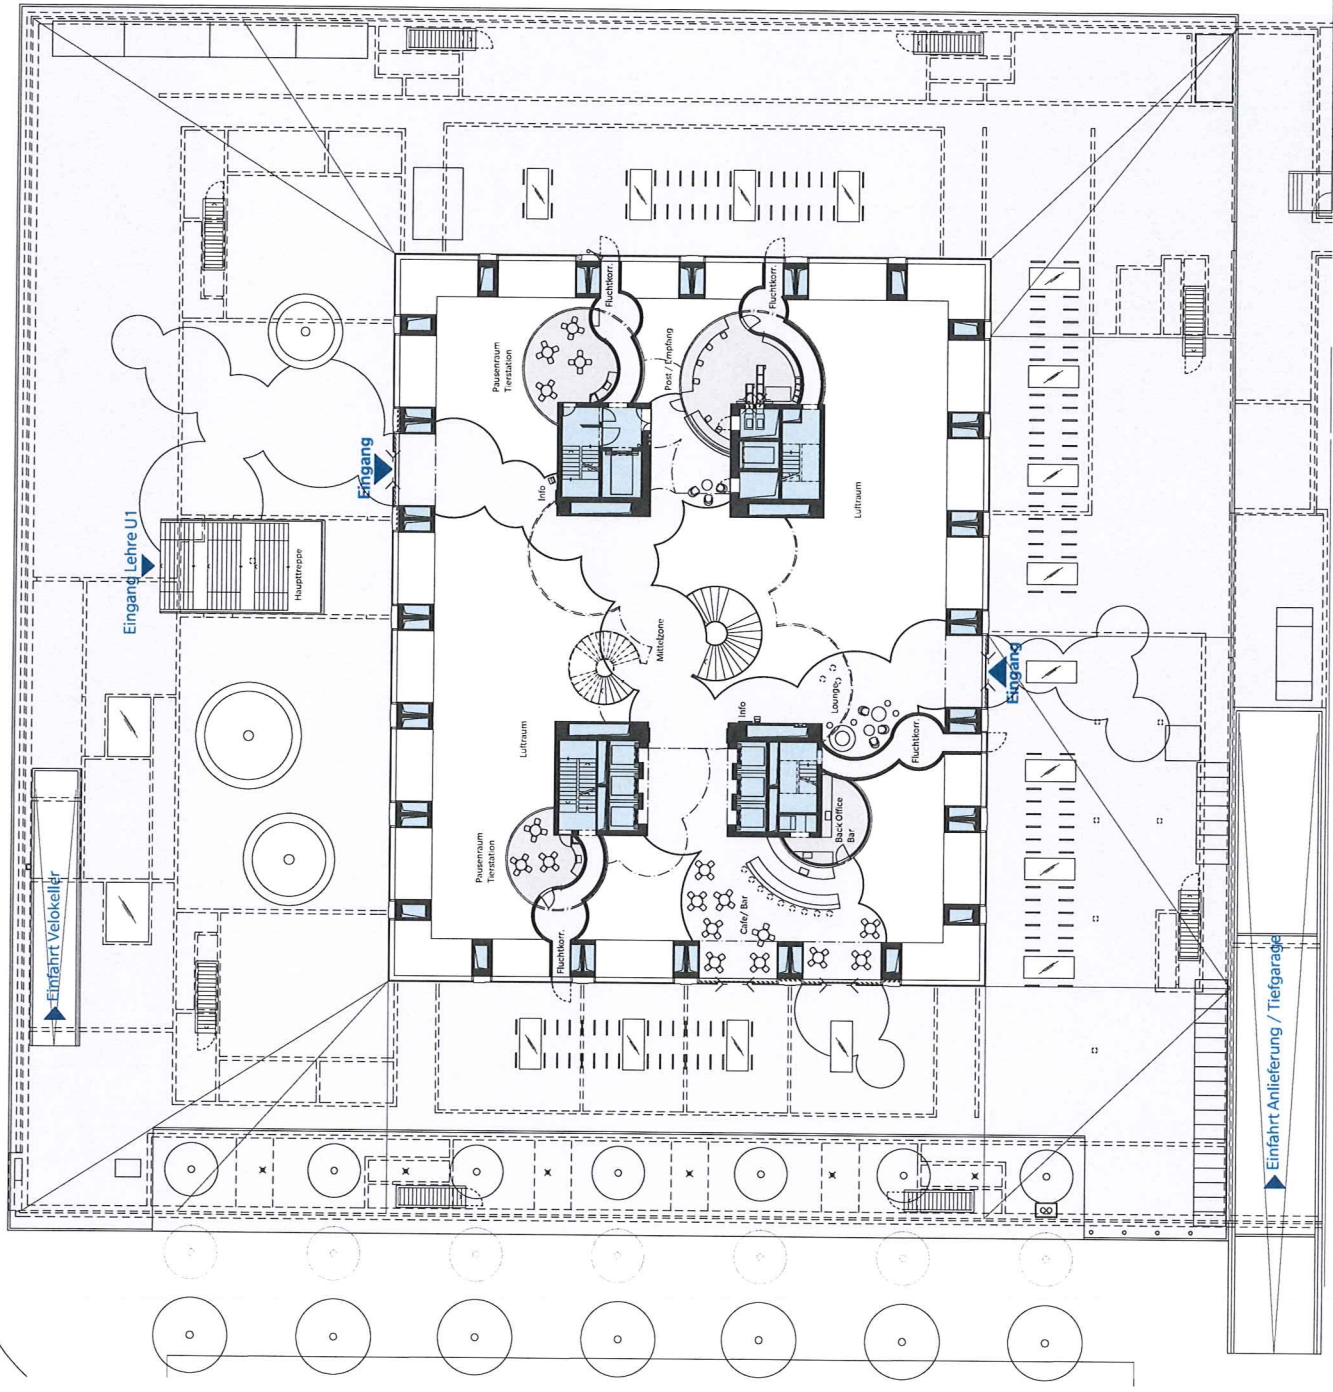 Eingang Lehre U1
Haupttreppe
Eingang
Einfahrt Velokeller
Pausenraum
Tierstation
Fluchtkorr.
Post / Empfang
Fluchtkorr.
Info
Luftraum
Mittelzone
Luftraum
Info
Lounge
Fluchtkorr.
Eingang
Pausenraum
Tierstation
Fluchtkorr.
Back Office
Bar
Cafe/ Bar
Einfahrt Anlieferung / Tiefgarage